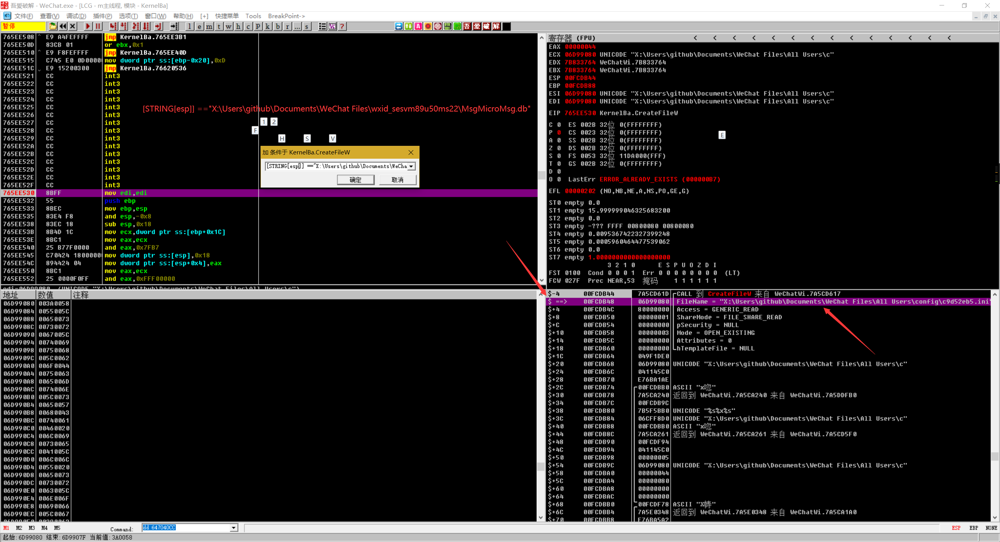 吾愛破解 - WeChat.exe - [LCG - m主线程, 模块 - KernelBa]
文件(F) 查看(V) 调试(D) 插件(P) 选项(T) 窗口(W) 帮助(H) [+] 快捷菜单 Tools BreakPoint->
暂停 l e m t w h c p k b r ... s ? A 吾 爱 破 解
765EE508 E9 A4FEFFFF jmp KernelBa.765EE3B1
765EE50D 83CB 01 or ebx,0x1
765EE510 E9 F8FEFFFF jmp KernelBa.765EE40D
765EE515 C745 E0 0D00000 mov dword ptr ss:[ebp-0x20],0xD
765EE51C E9 15200300 jmp KernelBa.76620536
765EE521 CC int3
765EE522 CC int3
765EE523 CC int3
765EE524 CC int3
765EE525 CC int3
765EE526 CC int3
765EE527 CC int3
765EE528 CC int3
765EE529 CC int3
765EE52A CC int3
765EE52B CC int3
765EE52C CC int3
765EE52D CC int3
765EE52E CC int3
765EE52F CC int3
765EE530 8BFF mov edi,edi
765EE532 55 push ebp
765EE533 8BEC mov ebp,esp
765EE535 83E4 F8 and esp,-0x8
765EE538 83EC 18 sub esp,0x18
765EE53B 8B4D 1C mov ecx,dword ptr ss:[ebp+0x1C]
765EE53E 8BC1 mov eax,ecx
765EE540 25 B77F0000 and eax,0x7FB7
765EE545 C70424 18000000 mov dword ptr ss:[esp],0x18
765EE54C 894424 04 mov dword ptr ss:[esp+0x4],eax
765EE550 8BC1 mov eax,ecx
765EE552 25 0000F0FF and eax,0xFFF00000
[STRING[esp]] =="X:\Users\github\Documents\WeChat Files\wxid_sesvm89u50ms22\MsgMicroMsg.db"
1 2
F
H S V
加 条件于 KernelBa.CreateFileW
[STRING[esp]] =="X:\Users\github\Documents\WeCha
确定 取消
寄存器 (FPU) < < < < < < < < < < < < < <
EAX 00000044
ECX 06D99080 UNICODE "X:\Users\github\Documents\WeChat Files\All Users\c"
EDX 7B833764 WeChatWi.7B833764
EBX 7B833764 WeChatWi.7B833764
ESP 00FCDB44
EBP 00FCDB88
ESI 06D99080 UNICODE "X:\Users\github\Documents\WeChat Files\All Users\c"
EDI 06D99080 UNICODE "X:\Users\github\Documents\WeChat Files\All Users\c"
EIP 765EE530 KernelBa.CreateFileW
C 0 ES 002B 32位 0(FFFFFFFF)
P 0 CS 0023 32位 0(FFFFFFFF)
E
A 0 SS 002B 32位 0(FFFFFFFF)
Z 0 DS 002B 32位 0(FFFFFFFF)
S 0 FS 0053 32位 11DA000(FFF)
T 0 GS 002B 32位 0(FFFFFFFF)
D 0
O 0 LastErr ERROR_ALREADY_EXISTS (000000B7)
EFL 00000202 (NO,NB,NE,A,NS,PO,GE,G)
ST0 empty 0.0
ST1 empty 15.999999046325683200
ST2 empty 0.0
ST3 empty -??? FFFF 00800080 00800080
ST4 empty 0.0095367422327399248
ST5 empty 0.0005960464477539062
ST6 empty 0.0
ST7 empty 1.0000000000000000000
3 2 1 0 E S P U O Z D I
FST 0100 Cond 0 0 0 1 Err 0 0 0 0 0 0 0 0 (LT)
FCW 027F Prec NEAR,53 掩码 1 1 1 1 1 1
edi=06D99080, (UNICODE "X:\Users\github\Documents\WeChat Files\All Users\c")
地址 数值 注释
06D99080 003A0058
06D99084 0055005C
06D99088 00650073
06D9908C 00730072
06D99090 0067005C
06D99094 00740069
06D99098 00750068
06D9909C 005C0062
06D990A0 006F0044
06D990A4 00750063
06D990A8 0065006D
06D990AC 0074006E
06D990B0 005C0073
06D990B4 00650057
06D990B8 00680043
06D990BC 00740061
06D990C0 00460020
06D990C4 006C0069
06D990C8 00730065
06D990CC 0041005C
06D990D0 006C006C
06D990D4 00550020
06D990D8 00650073
06D990DC 00730072
06D990E0 0063005C
06D990E4 006E006F
06D990E8 00690066
06D990EC 005C0067
$-4 00FCDB44 7A5CD61D CALL 到 CreateFileW 来自 WeChatWi.7A5CD617
$ ==> 00FCDB48 06D99080 FileName = "X:\Users\github\Documents\WeChat Files\All Users\config\c9d52eb5.ini"
$+4 00FCDB4C 80000000 Access = GENERIC_READ
$+8 00FCDB50 00000001 ShareMode = FILE_SHARE_READ
$+C 00FCDB54 00000000 pSecurity = NULL
$+10 00FCDB58 00000003 Mode = OPEN_EXISTING
$+14 00FCDB5C 00000000 Attributes = 0
$+18 00FCDB60 00000000 hTemplateFile = NULL
$+1C 00FCDB64 049F1DE0
$+20 00FCDB68 06D99080 UNICODE "X:\Users\github\Documents\WeChat Files\All Users\c"
$+24 00FCDB6C 041145C0
$+28 00FCDB70 E76BA1AE
$+2C 00FCDB74 00FCDBB0 ASCII "x唿"
$+30 00FCDB78 7A5CA240 返回到 WeChatWi.7A5CA240 来自 WeChatWi.7A5DDFB0
$+34 00FCDB7C 00FCDB9C
$+38 00FCDB80 7B5F5BB0 UNICODE "%s%x%s"
$+3C 00FCDB84 06CFF8D0 UNICODE "X:\Users\github\Documents\WeChat Files\All Users\c"
$+40 00FCDB88 00FCDBB0 ASCII "x唿"
$+44 00FCDB8C 7A5CA261 返回到 WeChatWi.7A5CA261 来自 WeChatWi.7A5CD5F0
$+48 00FCDB90 00FCDF94
$+4C 00FCDB94 041145C0
$+50 00FCDB98 00000005
$+54 00FCDB9C 06D99080 UNICODE "X:\Users\github\Documents\WeChat Files\All Users\c"
$+58 00FCDBA0 00000044
$+5C 00FCDBA4 00000080
$+60 00FCDBA8 00000000
$+64 00FCDBAC 00000000
$+68 00FCDBB0 00FCDF78 ASCII
$+6C 00FCDBB4 7A5E0348 返回到 WeChatWi.7A5E0348 来自 WeChatWi.7A5CA1A0
$+70 00FCDBB8 E76BA5A2
M1 M2 M3 M4 M5 Command: dd 647040CC ESP EBP NONE
起始:6D99080 结束:6D9907F 当前值:3A0058